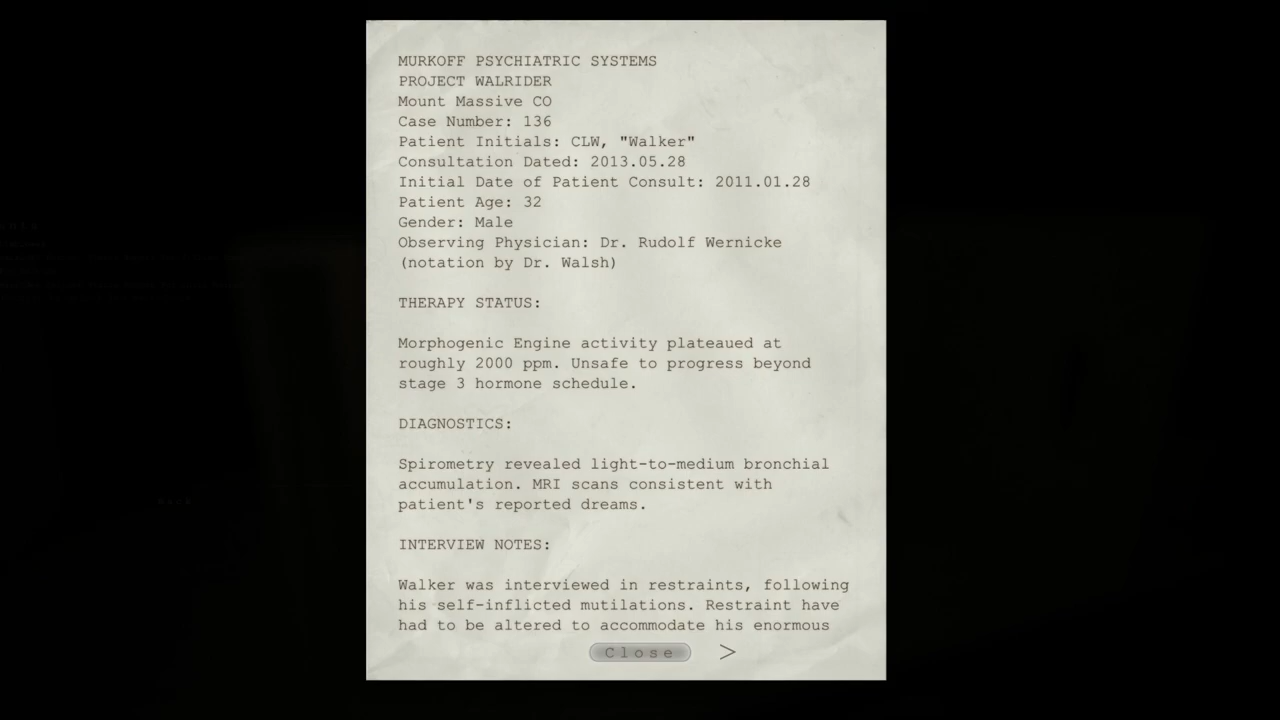 MURKOFF PSYCHIATRIC SYSTEMS
PROJECT WALRIDER
Mount Massive CO
Case Number: 136
Patient Initials: CLW, "Walker"
Consultation Dated: 2013.05.28
Initial Date of Patient Consult: 2011.01.28
Patient Age: 32
Gender: Male
Observing Physician: Dr. Rudolf Wernicke
(notation by Dr. Walsh)
THERAPY STATUS:
Morphogenic Engine activity plateaued at
roughly 2000 ppm. Unsafe to progress beyond
stage 3 hormone schedule.
DIAGNOSTICS:
Spirometry revealed light-to-medium bronchial
accumulation. MRI scans consistent with
patient's reported dreams.
INTERVIEW NOTES:
Walker was interviewed in restraints, following
his self-inflicted mutilations. Restraint have
had to be altered to accommodate his enormous
Close >